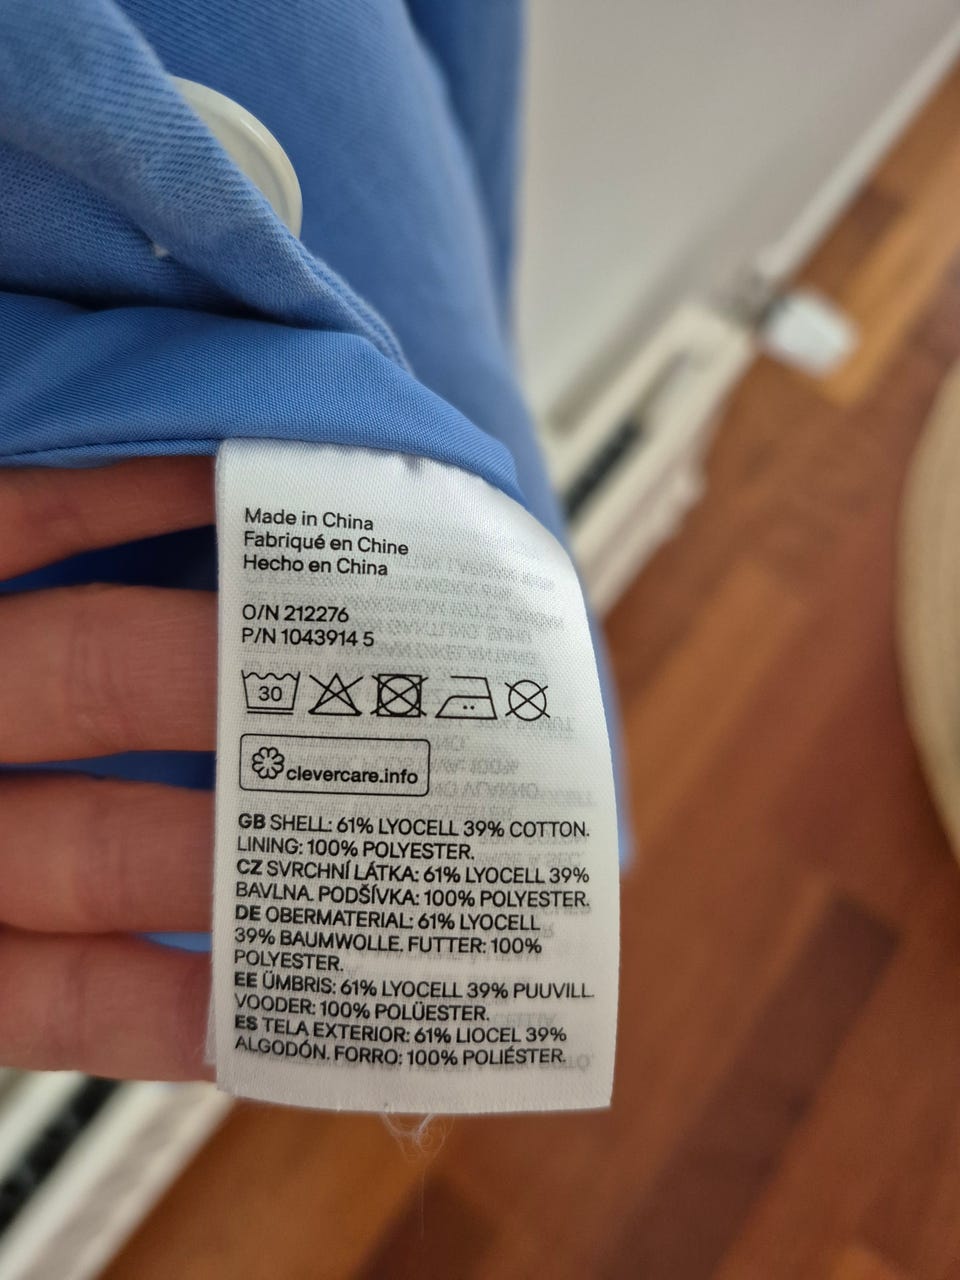 Made in China
Fabriqué en Chine
Hecho en China
O/N 212276
P/N 1043914 5
30
clevercare.info
GB SHELL: 61% LYOCELL 39% COTTON.
LINING: 100% POLYESTER.
CZ SVRCHNÍ LÁTKA: 61% LYOCELL 39%
BAVLNA. PODŠÍVKA: 100% POLYESTER.
DE OBERMATERIAL: 61% LYOCELL
39% BAUMWOLLE. FUTTER: 100%
POLYESTER.
EE ÜMBRIS: 61% LYOCELL 39% PUUVILL.
VOODER: 100% POLÜESTER.
ES TELA EXTERIOR: 61% LIOCEL 39%
ALGODÓN. FORRO: 100% POLIÉSTER.